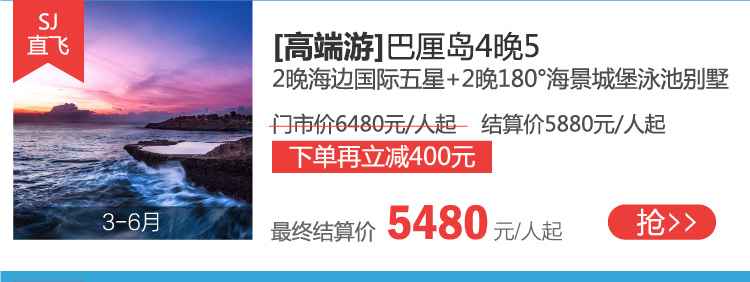 SJ
直飞
[高端游]巴厘岛4晚5
2晚海边国际五星+2晚180°海景城堡泳池别墅
门市价6480元/人起 结算价5880元/人起
下单再立减400元
3-6月
最终结算价 5480 元/人起
抢>>